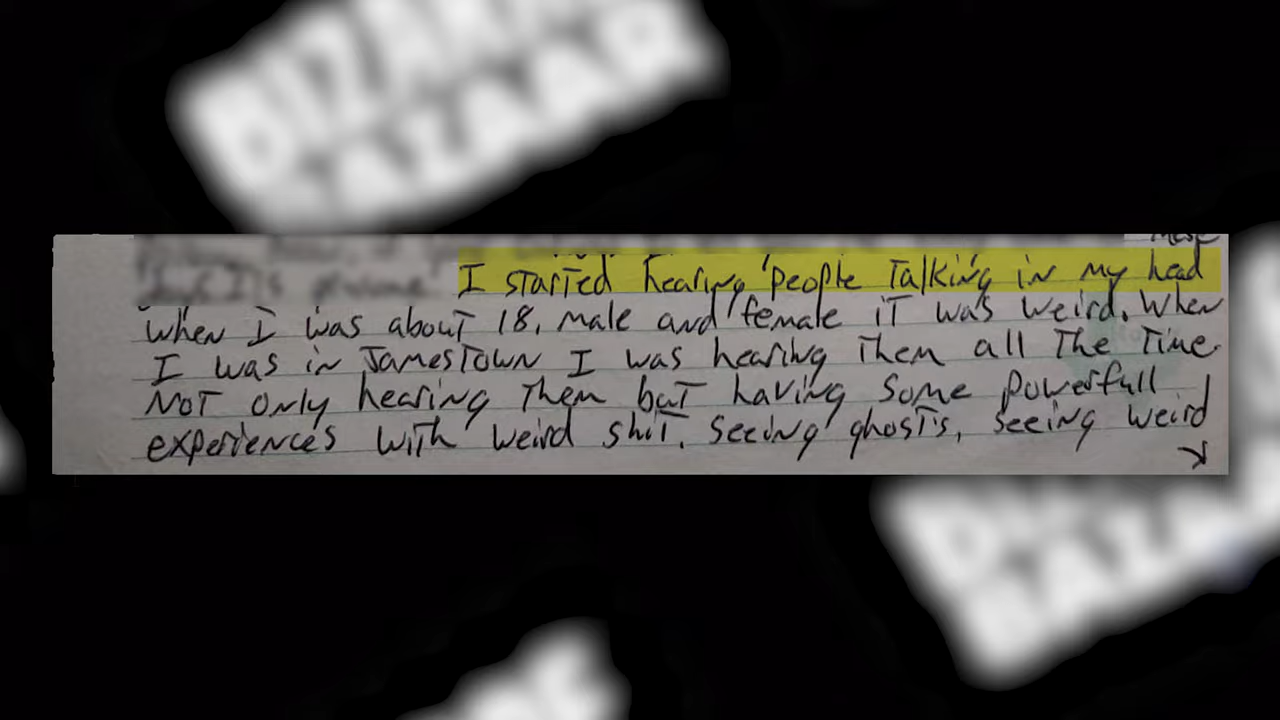 I started hearing people talking in my head
when I was about 18, male and female it was weird. When
I was in Jamestown I was hearing them all the time.
Not only hearing them but having some powerfull
experiences with weird shit. Seeing ghosts, seeing weird